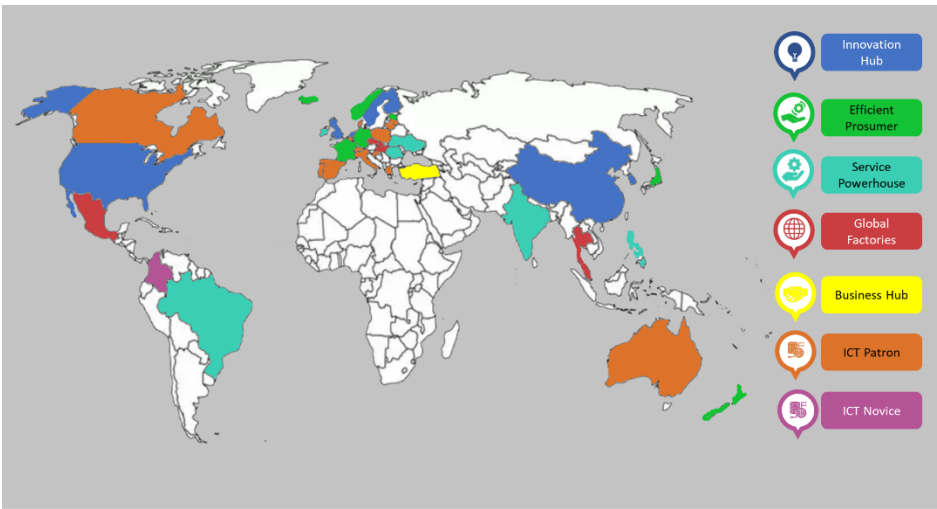 Innovation
Hub
Efficient
Prosumer
Service
Powerhouse
Global
Factories
Business Hub
ICT Patron
ICT Novice